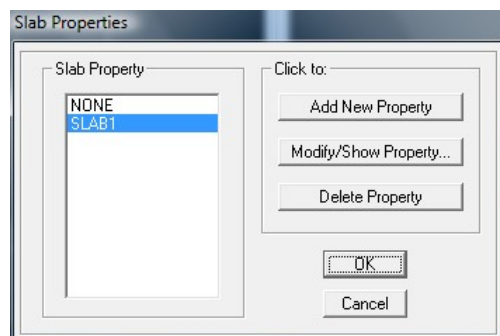 Slab Properties
Slab Property
NONE
SLAB1
Click to:
Add New Property
Modify/Show Property...
Delete Property
OK
Cancel